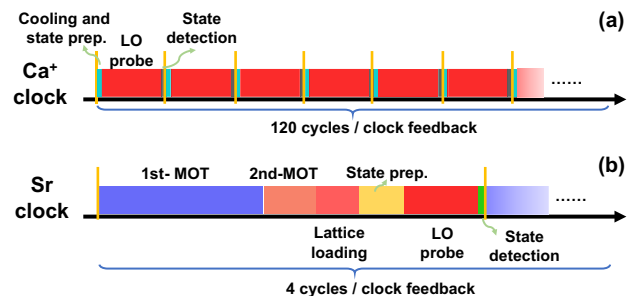 Cooling and
state prep.
LO
probe
State
detection
(a)
Ca⁺
clock
......
120 cycles / clock feedback
(b)
1st- MOT
2nd-MOT
State prep.
Sr
clock
......
Lattice
loading
LO
probe
State
detection
4 cycles / clock feedback